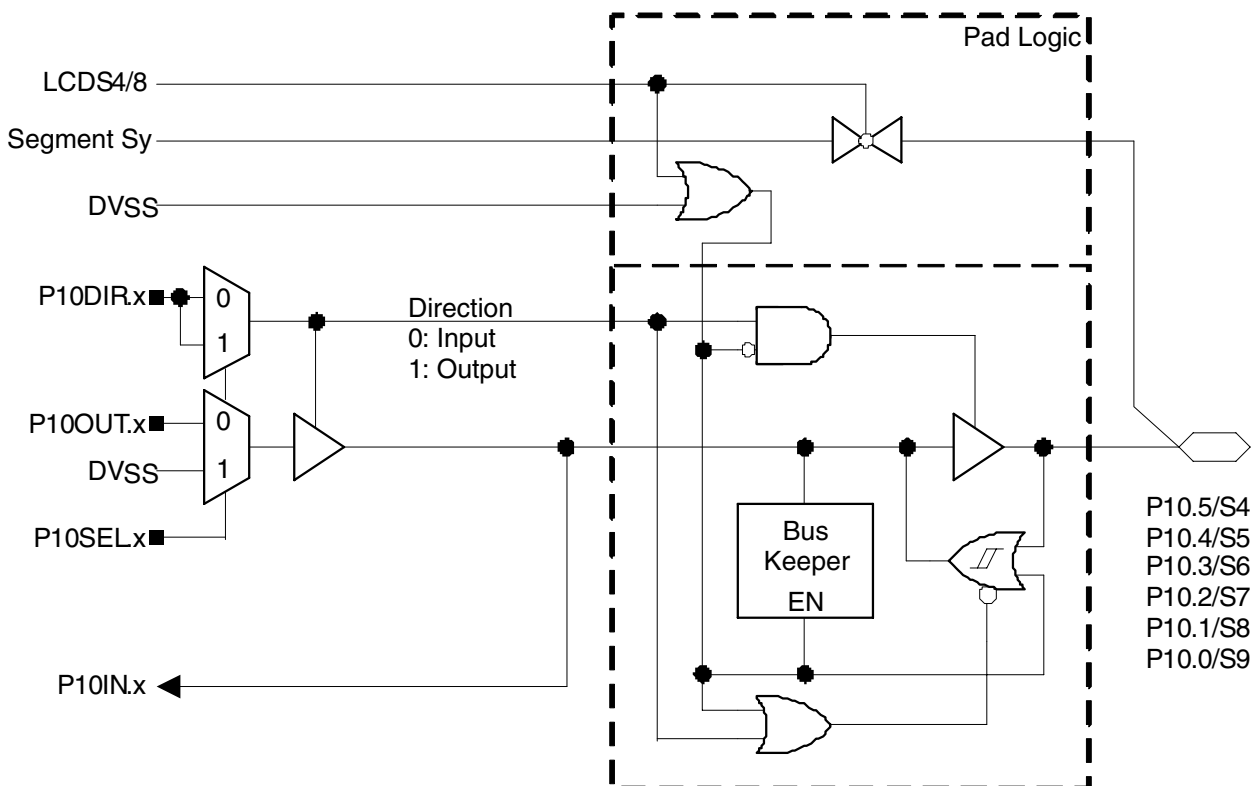 Pad Logic
LCDS4/8
Segment Sy
DVSS
P10DIR.x
0
1
Direction
0: Input
1: Output
P10OUT.x
0
DVSS
1
P10SEL.x
Bus
Keeper
EN
P10.5/S4
P10.4/S5
P10.3/S6
P10.2/S7
P10.1/S8
P10.0/S9
P10IN.x